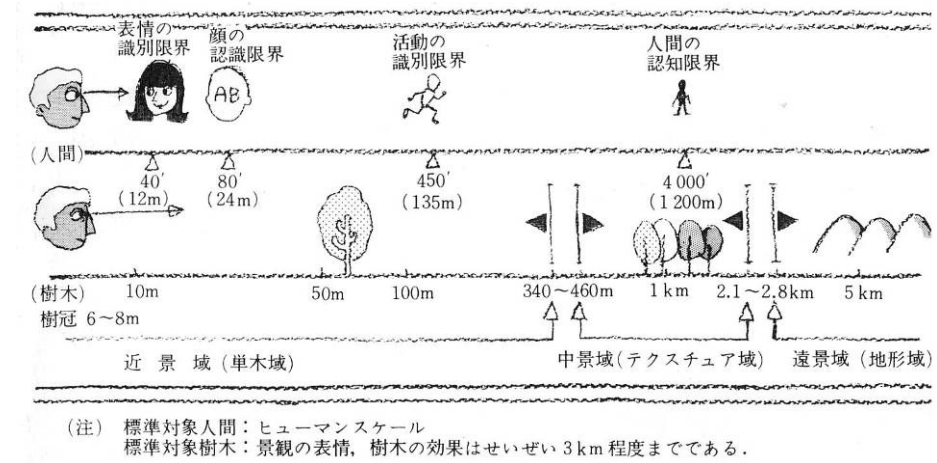 表情の
識別限界
顔の
認識限界
活動の
識別限界
人間の
認知限界
AB
(人間)
40′
(12m)
80′
(24m)
450′
(135m)
4 000′
(1 200m)
(樹木)
10m
50m
100m
340～460m
1km
2.1～2.8km
5km
樹冠 6～8m
近 景 域 (単木域)
中景域(テクスチュア域)
遠景域 (地形域)
(注) 標準対象人間：ヒューマンスケール
標準対象樹木：景観の表情，樹木の効果はせいぜい3km程度までである．